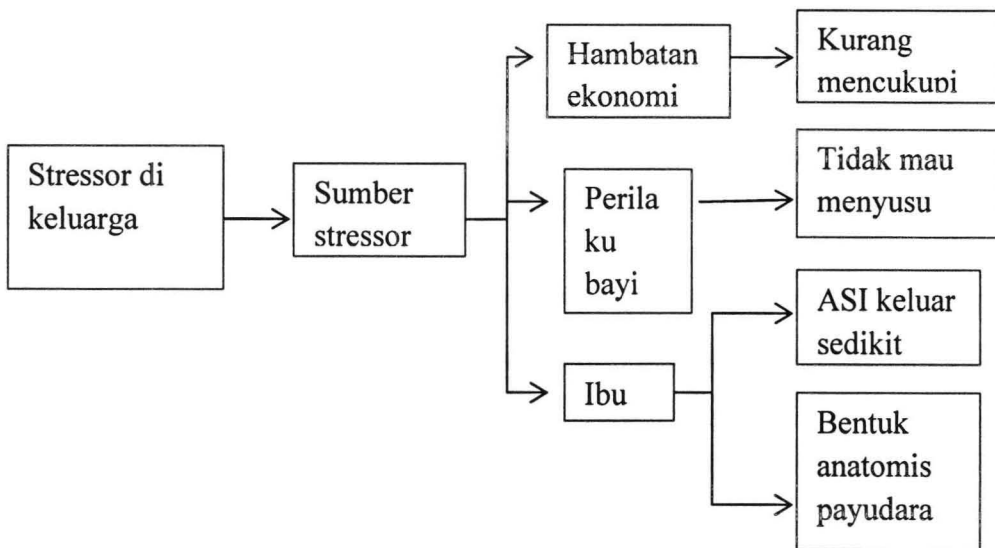 Stressor di
keluarga
Sumber
stressor
Hambatan
ekonomi
Kurang
mencukupi
Perila
ku
bayi
Tidak mau
menyusu
Ibu
ASI keluar
sedikit
Bentuk
anatomis
payudara